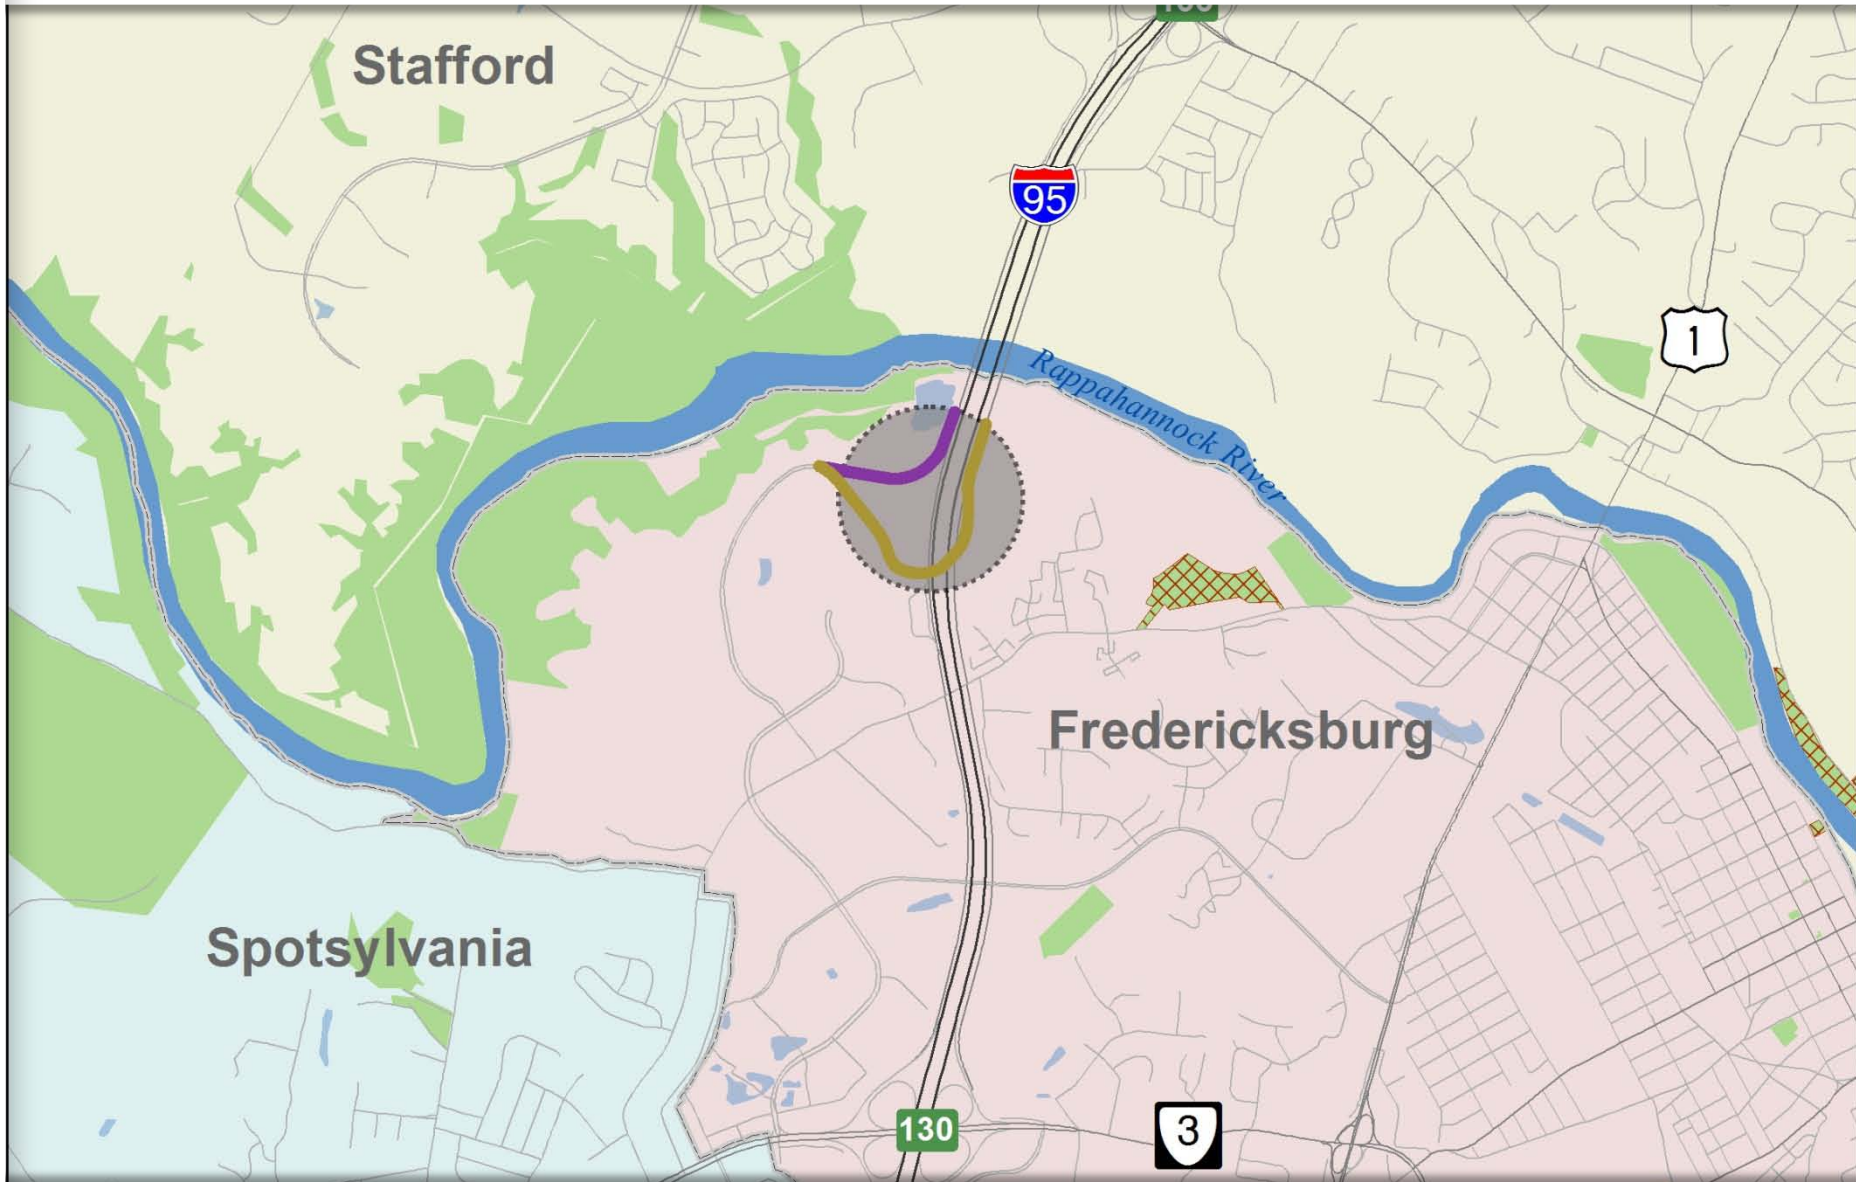 Stafford
95
1
Rappahannock River
Fredericksburg
Spotsylvania
130
3